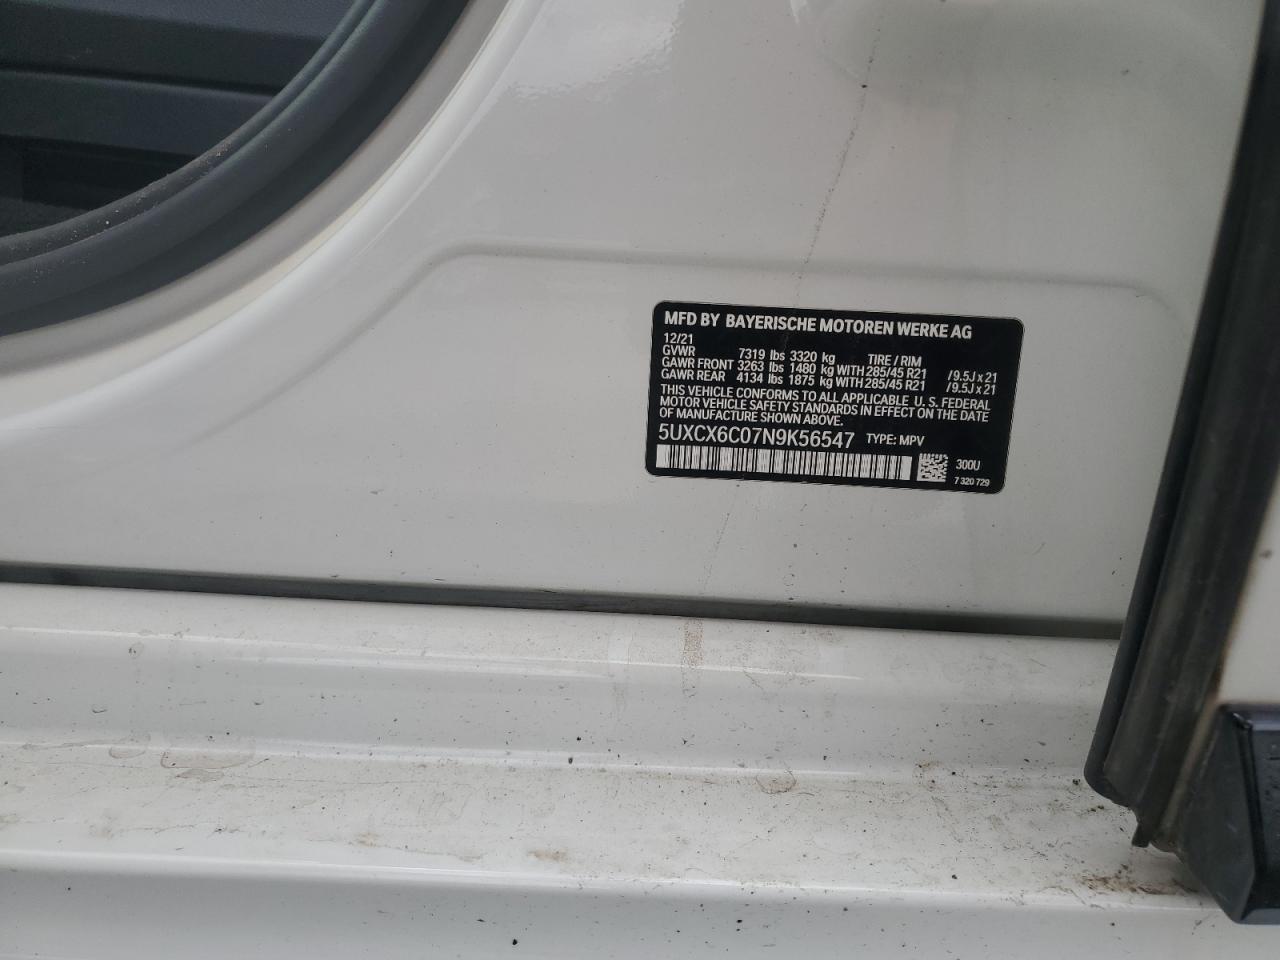 MFD BY BAYERISCHE MOTOREN WERKE AG
12/21
GVWR 7319 lbs 3320 kg TIRE / RIM
GAWR FRONT 3263 lbs 1480 kg WITH 285/45 R21 /9.5J x 21
GAWR REAR 4134 lbs 1875 kg WITH 285/45 R21 /9.5J x 21
THIS VEHICLE CONFORMS TO ALL APPLICABLE U. S. FEDERAL
MOTOR VEHICLE SAFETY STANDARDS IN EFFECT ON THE DATE
OF MANUFACTURE SHOWN ABOVE.
5UXCX6C07N9K56547 TYPE: MPV
300U
7 320 729